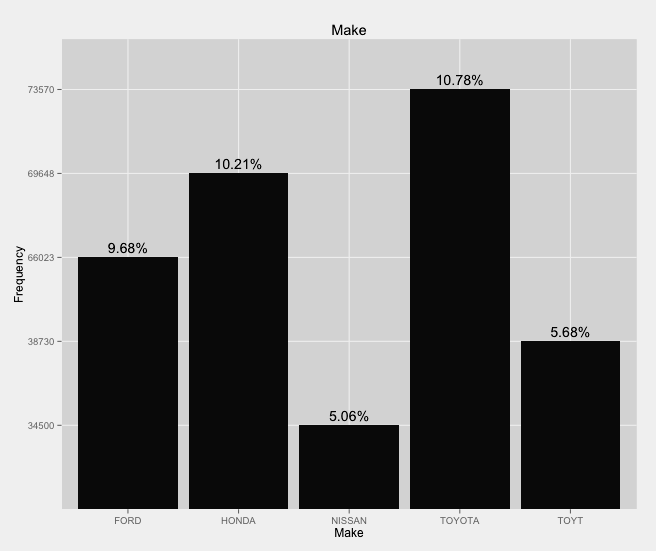 Make
10.78%
73570
10.21%
69648
9.68%
66023
5.68%
38730
5.06%
34500
Frequency
FORD HONDA NISSAN TOYOTA TOYT
Make